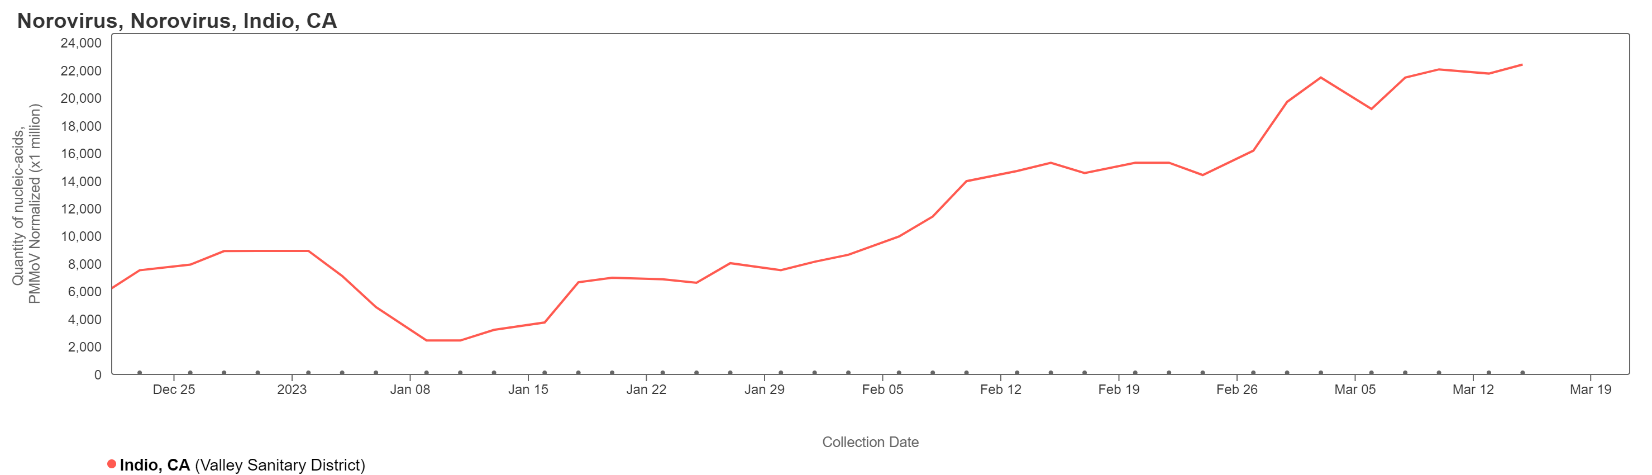 Norovirus, Norovirus, Indio, CA
Quantity of nucleic-acids,
PMMoV Normalized (x1 million)
24,000
22,000
20,000
18,000
16,000
14,000
12,000
10,000
8,000
6,000
4,000
2,000
0
Dec 25 2023 Jan 08 Jan 15 Jan 22 Jan 29 Feb 05 Feb 12 Feb 19 Feb 26 Mar 05 Mar 12 Mar 19
Collection Date
Indio, CA (Valley Sanitary District)